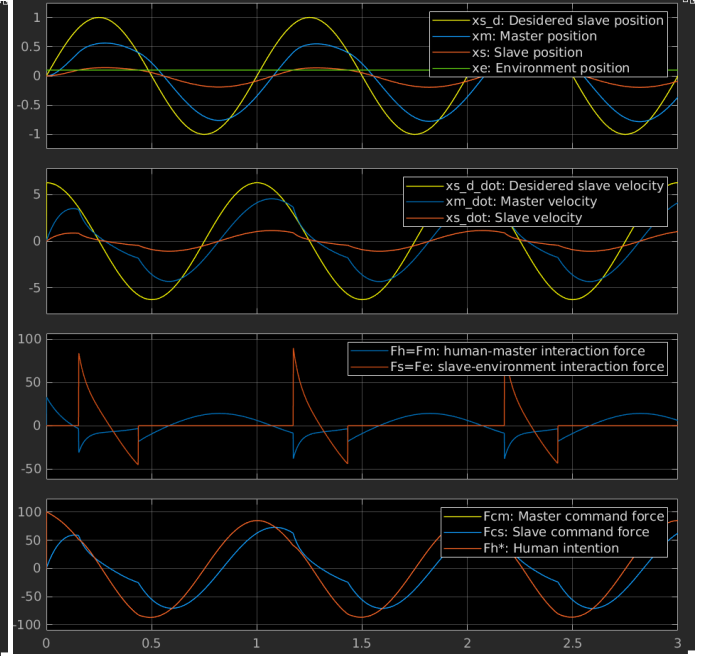 1
0.5
0
-0.5
-1
xs_d: Desidered slave position
xm: Master position
xs: Slave position
xe: Environment position
5
0
-5
xs_d_dot: Desidered slave velocity
xm_dot: Master velocity
xs_dot: Slave velocity
100
50
0
-50
Fh=Fm: human-master interaction force
Fs=Fe: slave-environment interaction force
100
50
0
-50
-100
Fcm: Master command force
Fcs: Slave command force
Fh*: Human intention
0 0.5 1 1.5 2 2.5 3